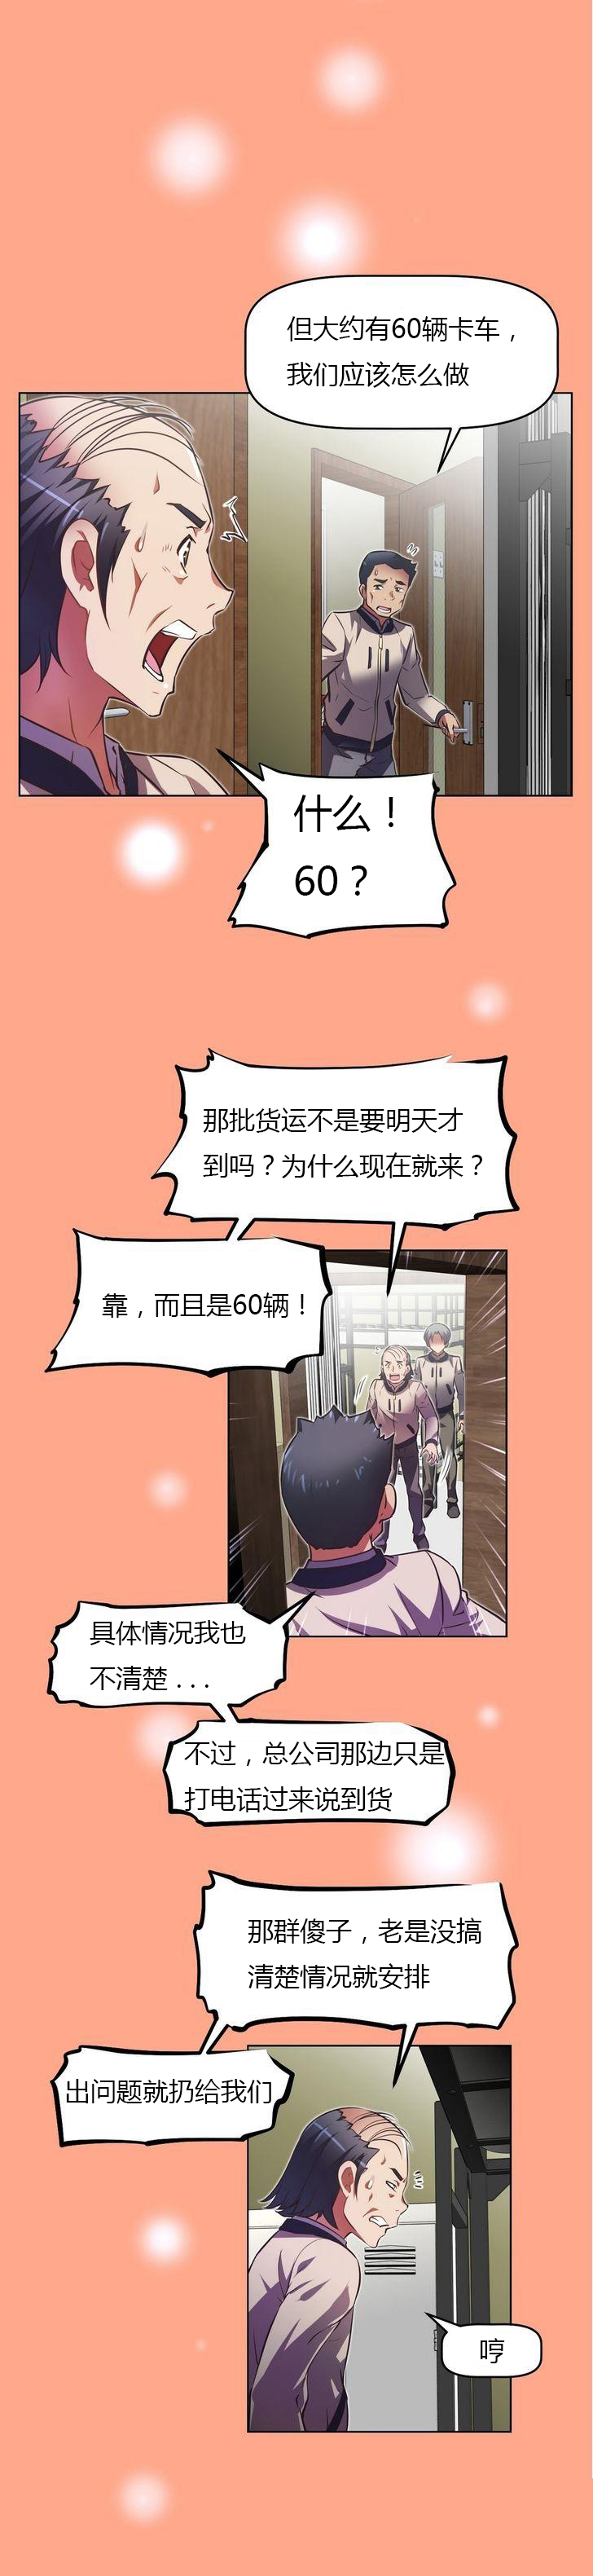 但大约有60辆卡车，
我们应该怎么做
什么！
60？
那批货运不是要明天才
到吗？为什么现在就来？
靠，而且是60辆！
具体情况我也
不清楚...
不过，总公司那边只是
打电话过来说到货
那群傻子，老是没搞
清楚情况就安排
出问题就扔给我们
哼